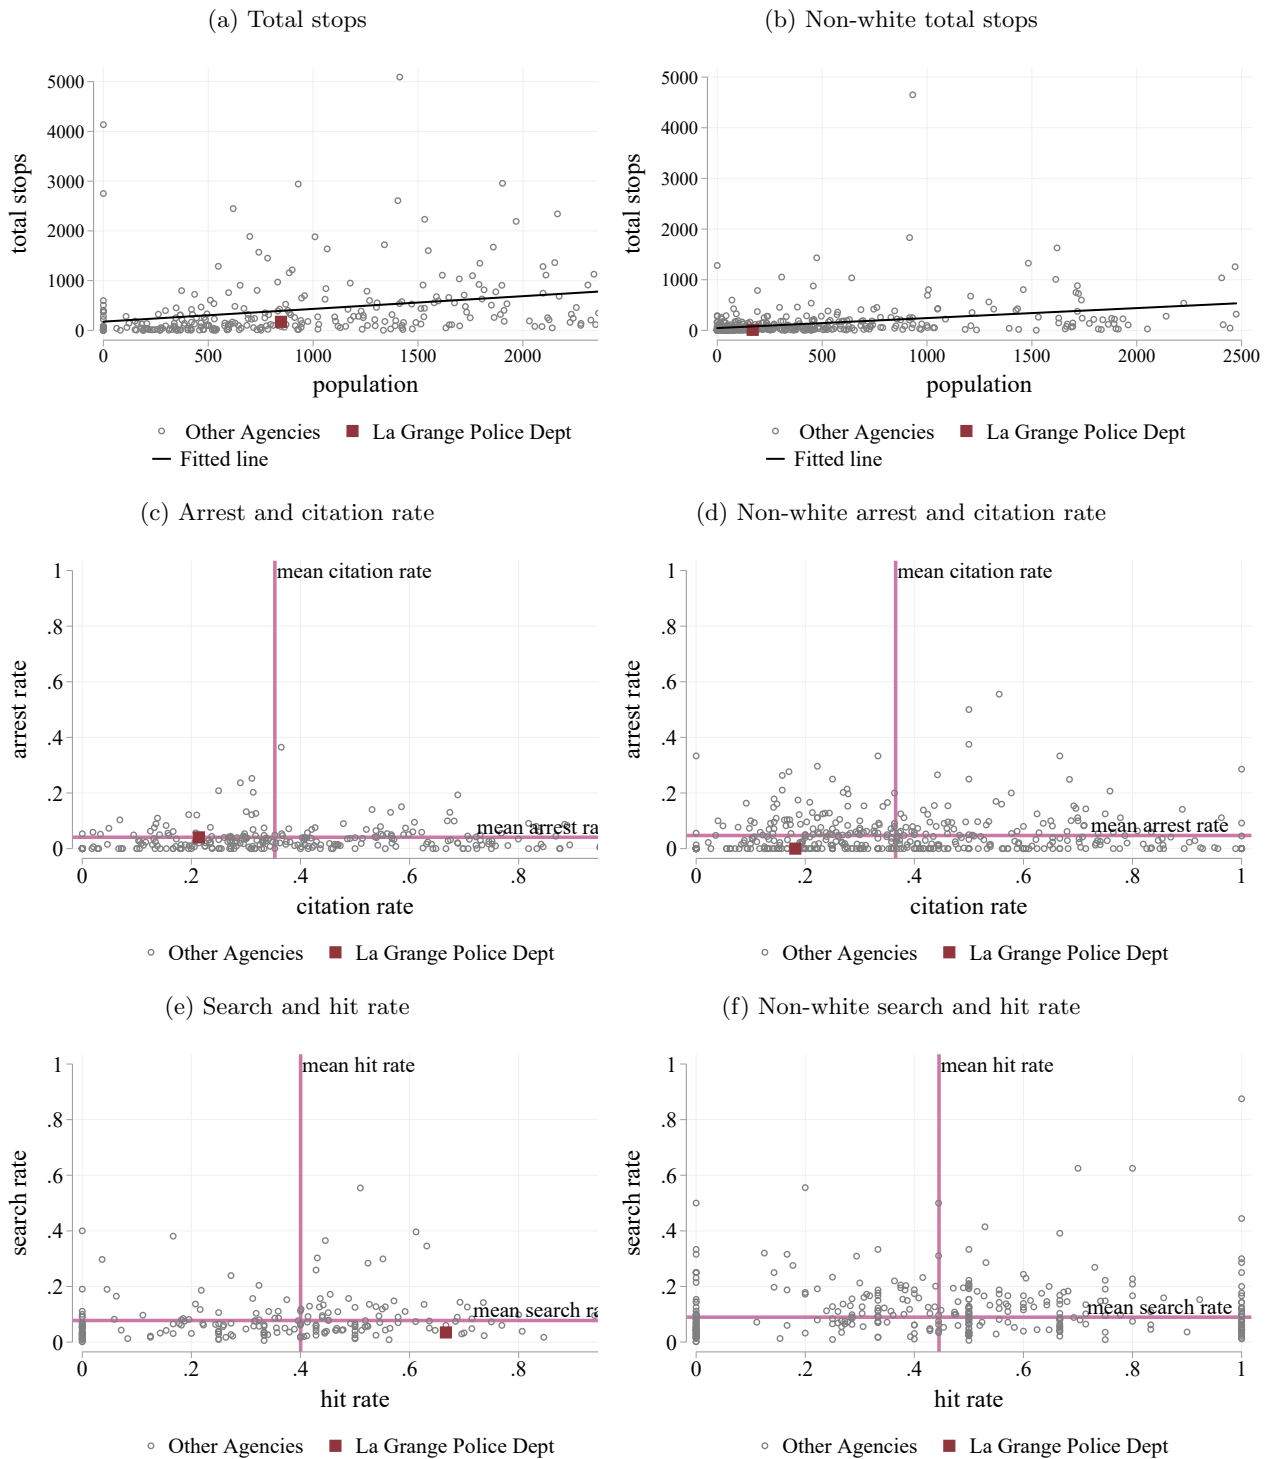 (a) Total stops
total stops
5000
4000
3000
2000
1000
0
0 500 1000 1500 2000
population
Other Agencies La Grange Police Dept
Fitted line
(b) Non-white total stops
total stops
5000
4000
3000
2000
1000
0
0 500 1000 1500 2000 2500
population
Other Agencies La Grange Police Dept
Fitted line
(c) Arrest and citation rate
arrest rate
1
.8
.6
.4
.2
0
mean citation rate
mean arrest ra
0 .2 .4 .6 .8
citation rate
Other Agencies La Grange Police Dept
(d) Non-white arrest and citation rate
arrest rate
1
.8
.6
.4
.2
0
mean citation rate
mean arrest rate
0 .2 .4 .6 .8 1
citation rate
Other Agencies La Grange Police Dept
(e) Search and hit rate
search rate
1
.8
.6
.4
.2
0
mean hit rate
mean search ra
0 .2 .4 .6 .8
hit rate
Other Agencies La Grange Police Dept
(f) Non-white search and hit rate
search rate
1
.8
.6
.4
.2
0
mean hit rate
mean search rate
0 .2 .4 .6 .8 1
hit rate
Other Agencies La Grange Police Dept